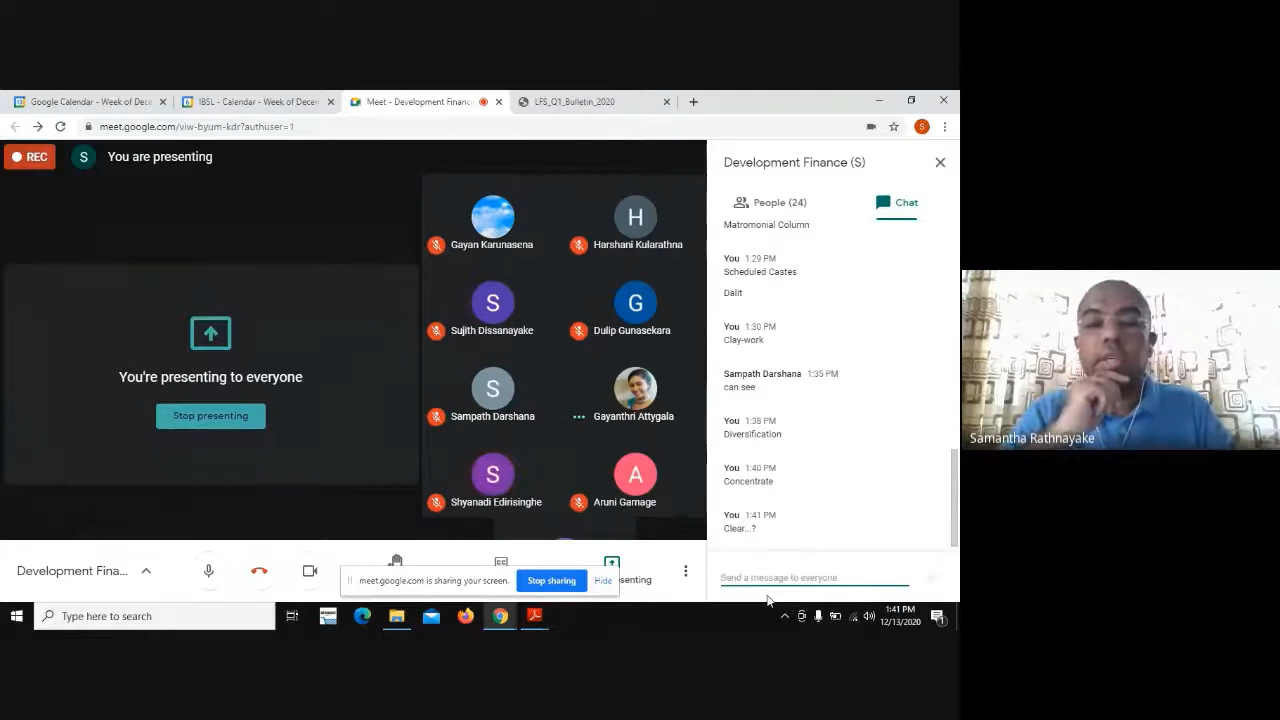 Google Calendar - Week of Dece
IBSL - Calendar - Week of Decem
Meet - Development Financ
LFS_Q1_Bulletin_2020
meet.google.com/viw-byum-kdr?authuser=1
S
REC
S
You are presenting
You're presenting to everyone
Stop presenting
Gayan Karunasena
H
Harshani Kularathna
S
Sujith Dissanayake
G
Dulip Gunasekara
S
Sampath Darshana
Gayanthri Attygala
S
Shyanadi Edirisinghe
A
Aruni Gamage
Development Finance (S)
People (24)
Chat
Matromonial Column
You 1:29 PM
Scheduled Castes
Dalit
You 1:30 PM
Clay-work
Sampath Darshana 1:35 PM
can see
You 1:38 PM
Diversification
You 1:40 PM
Concentrate
You 1:41 PM
Clear...?
Send a message to everyone
Samantha Rathnayake
Development Fina...
meet.google.com is sharing your screen.
Stop sharing
Hide
senting
Type here to search
1:41 PM
12/13/2020
1